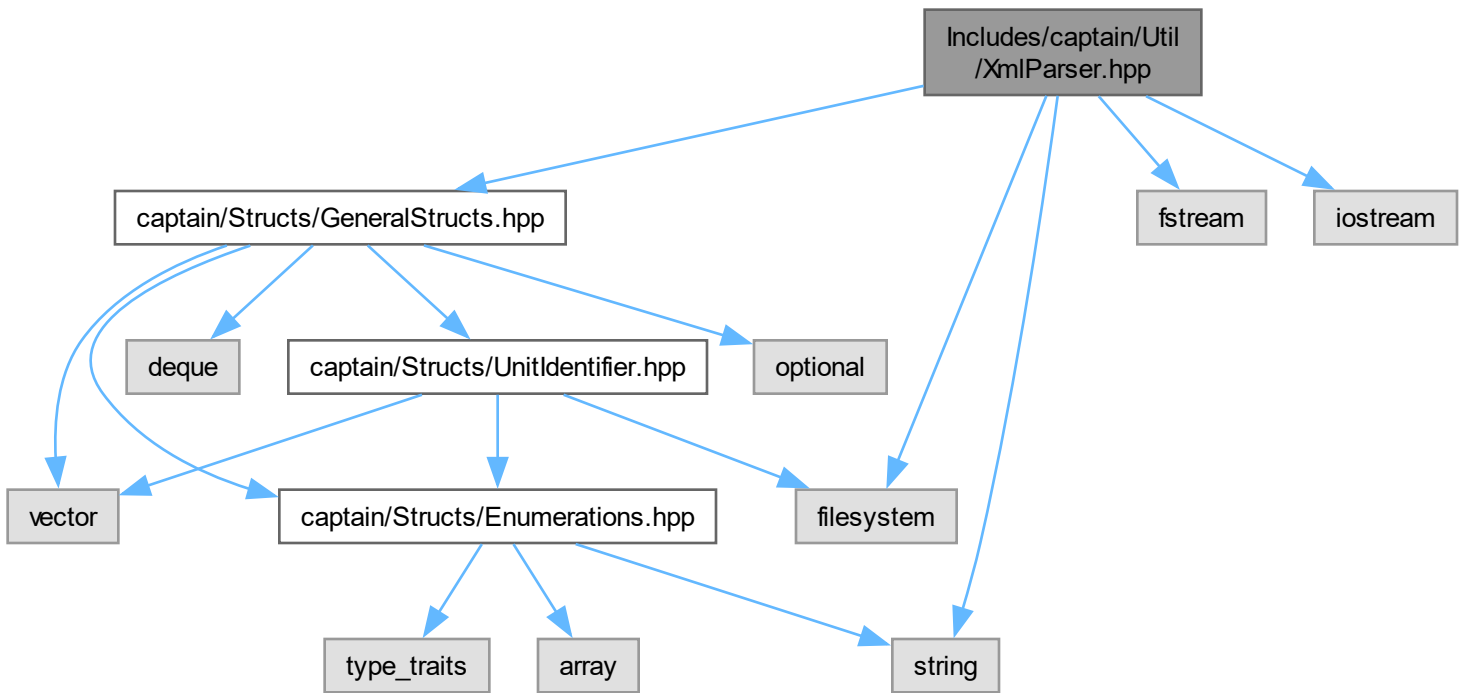 Includes/captain/Util
/XmlParser.hpp
captain/Structs/GeneralStructs.hpp
fstream
iostream
deque
captain/Structs/UnitIdentifier.hpp
optional
vector
captain/Structs/Enumerations.hpp
filesystem
type_traits
array
string